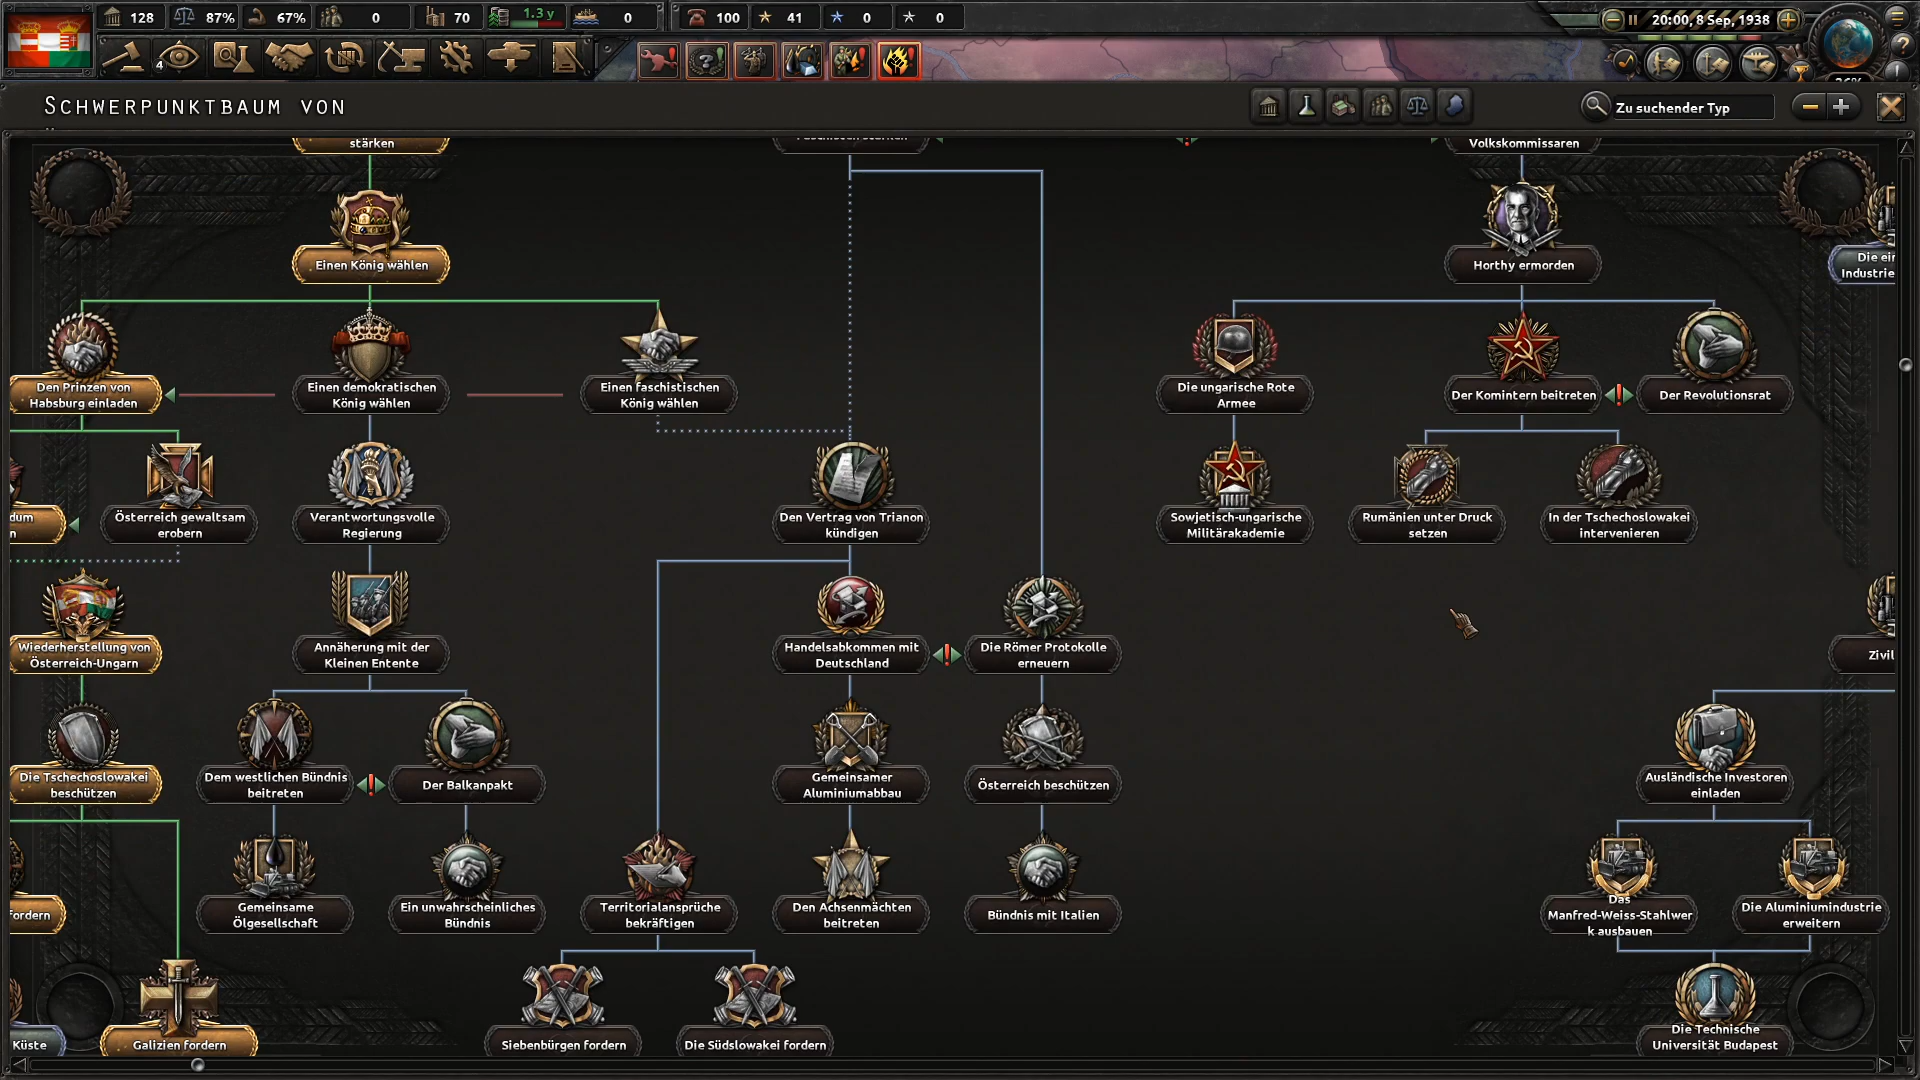 128
87%
67%
0
70
1.3 y
0
100
41
0
0
20:00, 8 Sep, 1938
4
Schwerpunktbaum von
Zu suchender Typ
stärken
Volkskommissaren
Einen König wählen
Horthy ermorden
Industrie
Den Prinzen von
Habsburg einladen
Einen demokratischen
König wählen
Einen faschistischen
König wählen
Die ungarische Rote
Armee
Der Komintern beitreten
Der Revolutionsrat
Österreich gewaltsam
erobern
Verantwortungsvolle
Regierung
Den Vertrag von Trianon
kündigen
Sowjetisch-ungarische
Militärakademie
Rumänien unter Druck
setzen
In der Tschechoslowakei
intervenieren
Wiederherstellung von
Österreich-Ungarn
Annäherung mit der
Kleinen Entente
Handelsabkommen mit
Deutschland
Die Römer Protokolle
erneuern
Zivil
Die Tschechoslowakei
beschützen
Dem westlichen Bündnis
beitreten
Der Balkanpakt
Gemeinsamer
Aluminiumabbau
Österreich beschützen
Ausländische Investoren
einladen
fordern
Gemeinsame
Ölgesellschaft
Ein unwahrscheinliches
Bündnis
Territorialansprüche
bekräftigen
Den Achsenmächten
beitreten
Bündnis mit Italien
Das
Manfred-Weiss-Stahlwer
k ausbauen
Die Aluminiumindustrie
erweitern
Küste
Galizien fordern
Siebenbürgen fordern
Die Südslowakei fordern
Die Technische
Universität Budapest